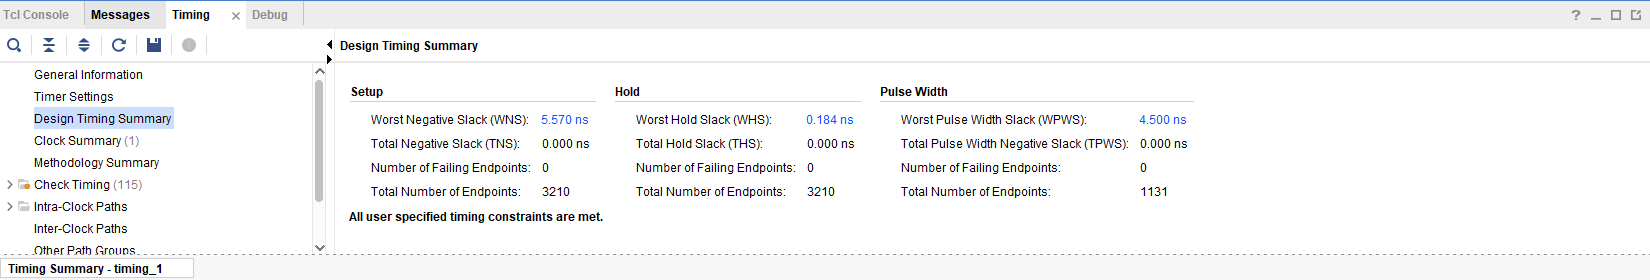 Tcl Console Messages Timing × Debug ?
Design Timing Summary
General Information
Timer Settings
Design Timing Summary
Clock Summary (1)
Methodology Summary
Check Timing (115)
Intra-Clock Paths
Inter-Clock Paths
Other Path Groups
Setup Hold Pulse Width
Worst Negative Slack (WNS): 5.570 ns Worst Hold Slack (WHS): 0.184 ns Worst Pulse Width Slack (WPWS): 4.500 ns
Total Negative Slack (TNS): 0.000 ns Total Hold Slack (THS): 0.000 ns Total Pulse Width Negative Slack (TPWS): 0.000 ns
Number of Failing Endpoints: 0 Number of Failing Endpoints: 0 Number of Failing Endpoints: 0
Total Number of Endpoints: 3210 Total Number of Endpoints: 3210 Total Number of Endpoints: 1131
All user specified timing constraints are met.
Timing Summary - timing_1